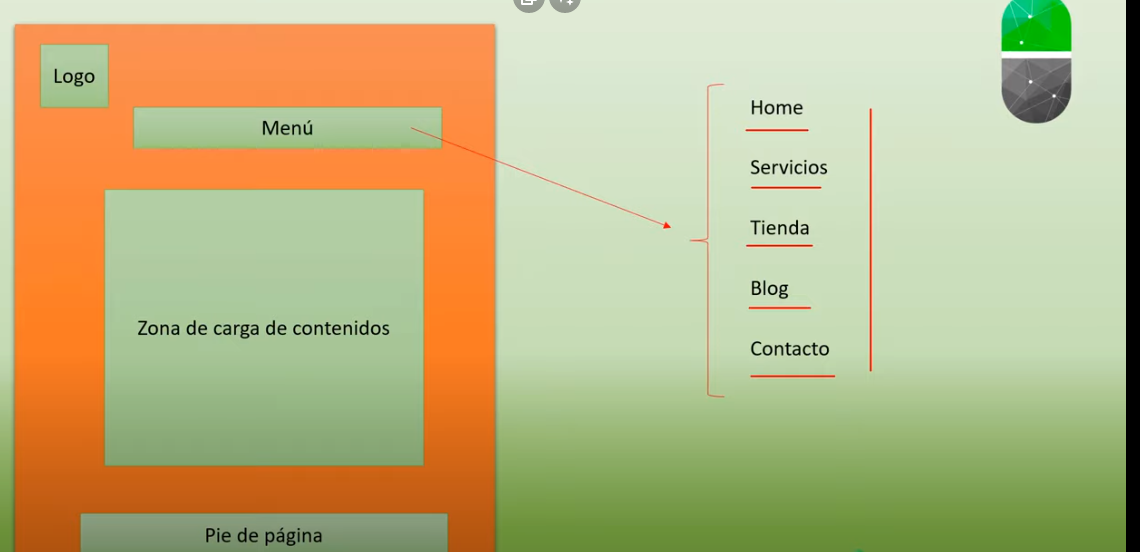 Logo
Menú
Zona de carga de contenidos
Pie de página
Home
Servicios
Tienda
Blog
Contacto